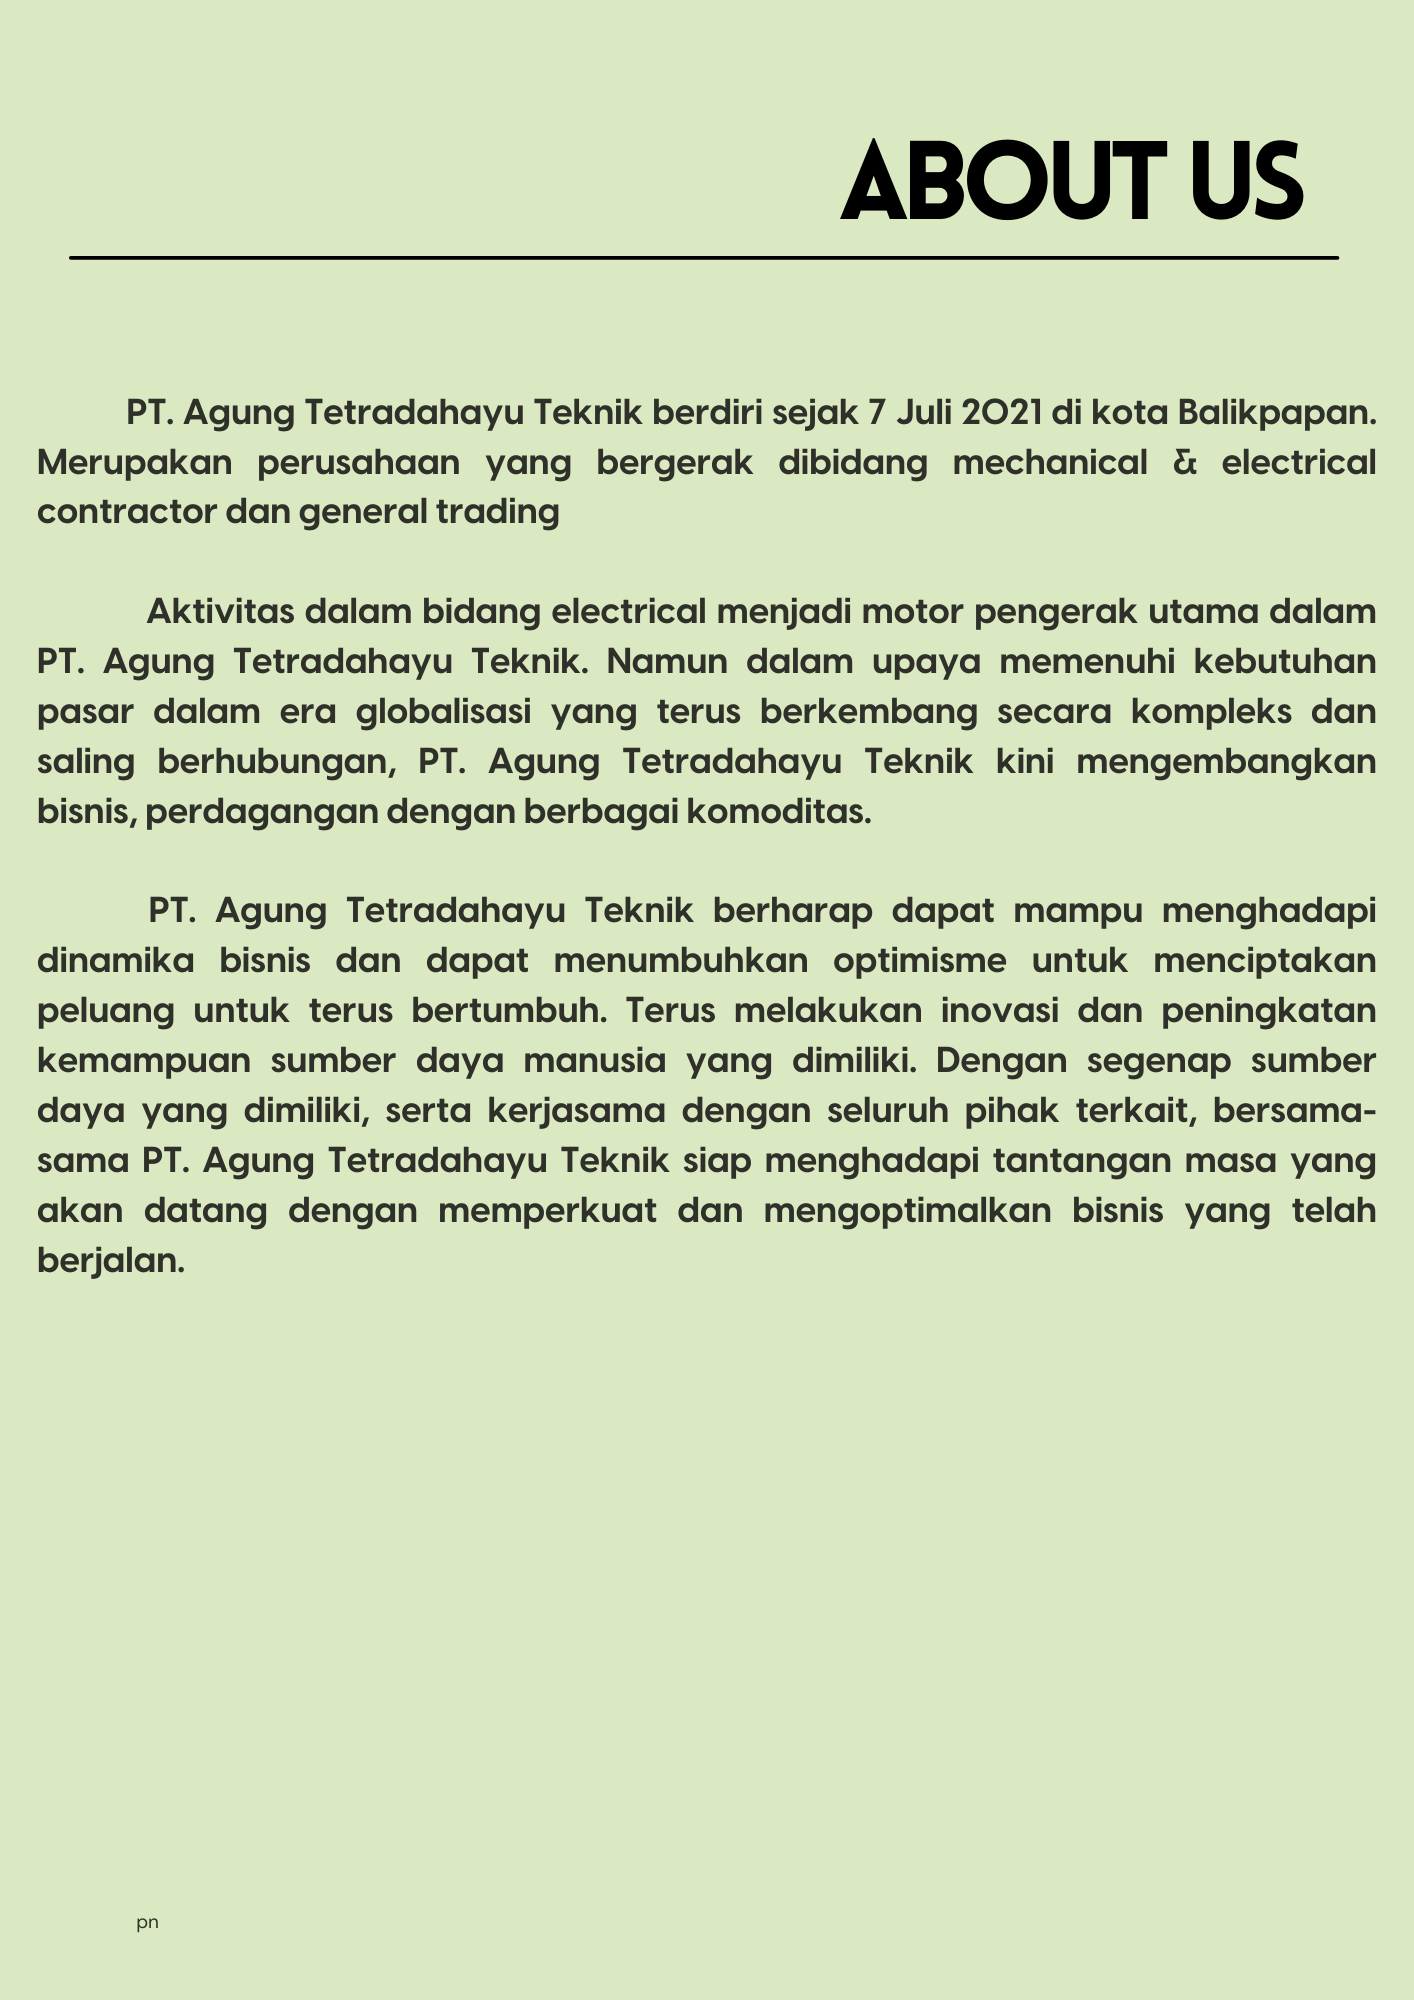 ABOUT US
PT. Agung Tetradahayu Teknik berdiri sejak 7 Juli 2021 di kota Balikpapan.
Merupakan perusahaan yang bergerak dibidang mechanical & electrical
contractor dan general trading
Aktivitas dalam bidang electrical menjadi motor pengerak utama dalam
PT. Agung Tetradahayu Teknik. Namun dalam upaya memenuhi kebutuhan
pasar dalam era globalisasi yang terus berkembang secara kompleks dan
saling berhubungan, PT. Agung Tetradahayu Teknik kini mengembangkan
bisnis, perdagangan dengan berbagai komoditas.
PT. Agung Tetradahayu Teknik berharap dapat mampu menghadapi
dinamika bisnis dan dapat menumbuhkan optimisme untuk menciptakan
peluang untuk terus bertumbuh. Terus melakukan inovasi dan peningkatan
kemampuan sumber daya manusia yang dimiliki. Dengan segenap sumber
daya yang dimiliki, serta kerjasama dengan seluruh pihak terkait, bersama-
sama PT. Agung Tetradahayu Teknik siap menghadapi tantangan masa yang
akan datang dengan memperkuat dan mengoptimalkan bisnis yang telah
berjalan.
pn